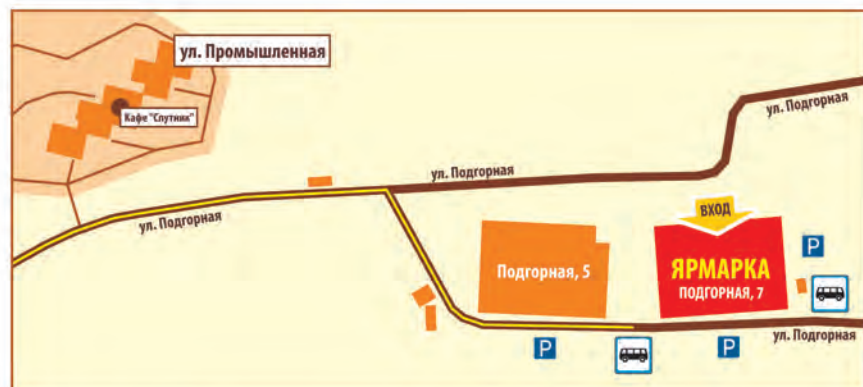 ул. Промышленная
Кафе "Спутник"
ул. Подгорная
ул. Подгорная
ул. Подгорная
ВХОД
Подгорная, 5
ЯРМАРКА
ПОДГОРНАЯ, 7
P
P
P
ул. Подгорная